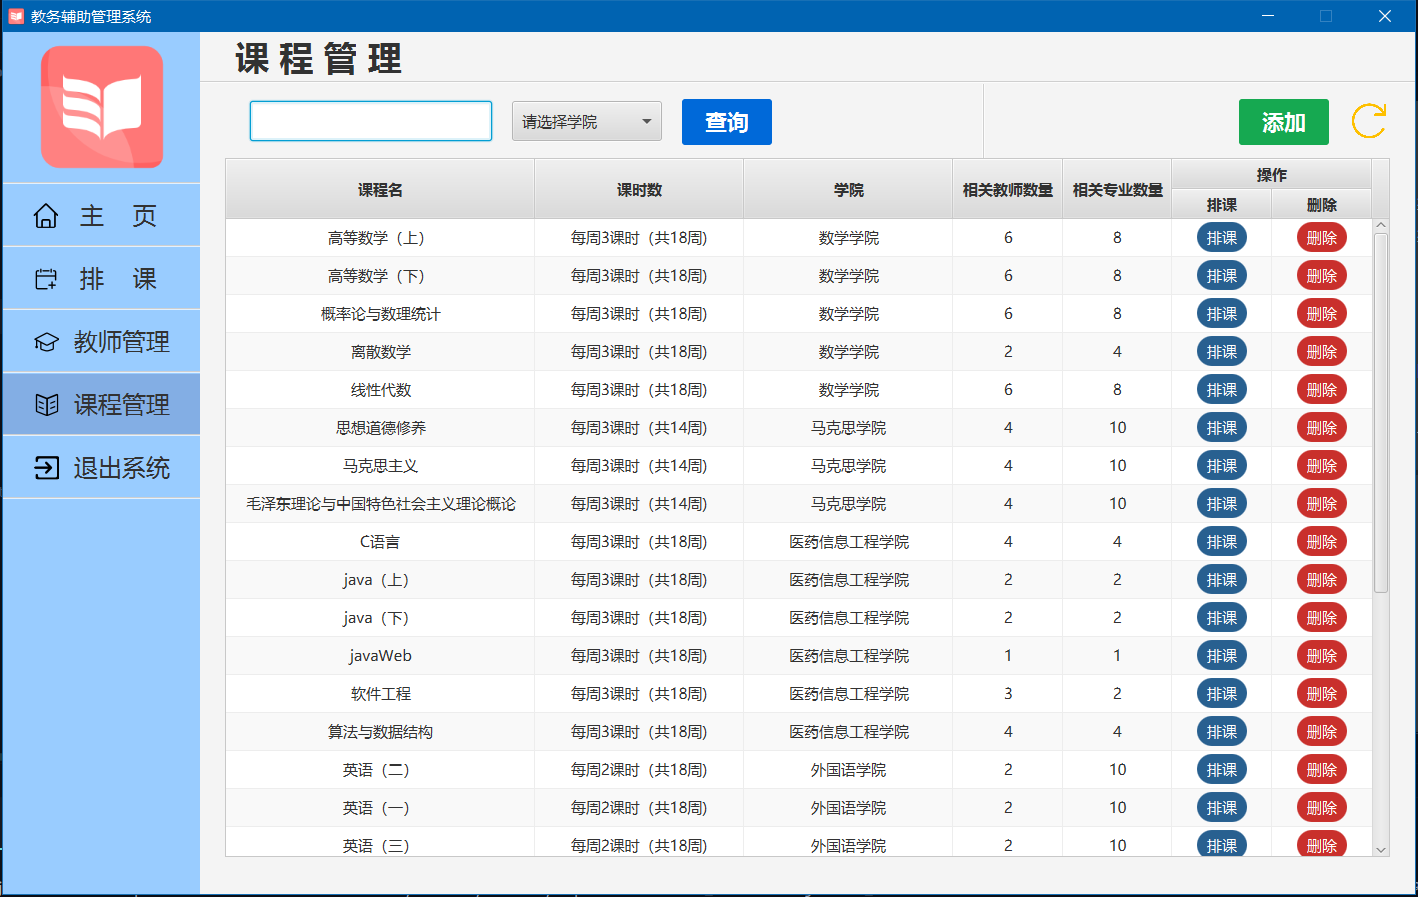 教务辅助管理系统
课 程 管 理
主 页
排 课
教师管理
课程管理
退出系统
请选择学院
查询
添加
课程名 课时数 学院 相关教师数量 相关专业数量 操作
排课 删除
高等数学（上） 每周3课时（共18周） 数学学院 6 8 排课 删除
高等数学（下） 每周3课时（共18周） 数学学院 6 8 排课 删除
概率论与数理统计 每周3课时（共18周） 数学学院 6 8 排课 删除
离散数学 每周3课时（共18周） 数学学院 2 4 排课 删除
线性代数 每周3课时（共18周） 数学学院 6 8 排课 删除
思想道德修养 每周3课时（共14周） 马克思学院 4 10 排课 删除
马克思主义 每周3课时（共14周） 马克思学院 4 10 排课 删除
毛泽东理论与中国特色社会主义理论概论 每周3课时（共14周） 马克思学院 4 10 排课 删除
C语言 每周3课时（共18周） 医药信息工程学院 4 4 排课 删除
java（上） 每周3课时（共18周） 医药信息工程学院 2 2 排课 删除
java（下） 每周3课时（共18周） 医药信息工程学院 2 2 排课 删除
javaWeb 每周3课时（共18周） 医药信息工程学院 1 1 排课 删除
软件工程 每周3课时（共18周） 医药信息工程学院 3 2 排课 删除
算法与数据结构 每周3课时（共18周） 医药信息工程学院 4 4 排课 删除
英语（二） 每周2课时（共18周） 外国语学院 2 10 排课 删除
英语（一） 每周2课时（共18周） 外国语学院 2 10 排课 删除
英语（三） 每周2课时（共18周） 外国语学院 2 10 排课 删除